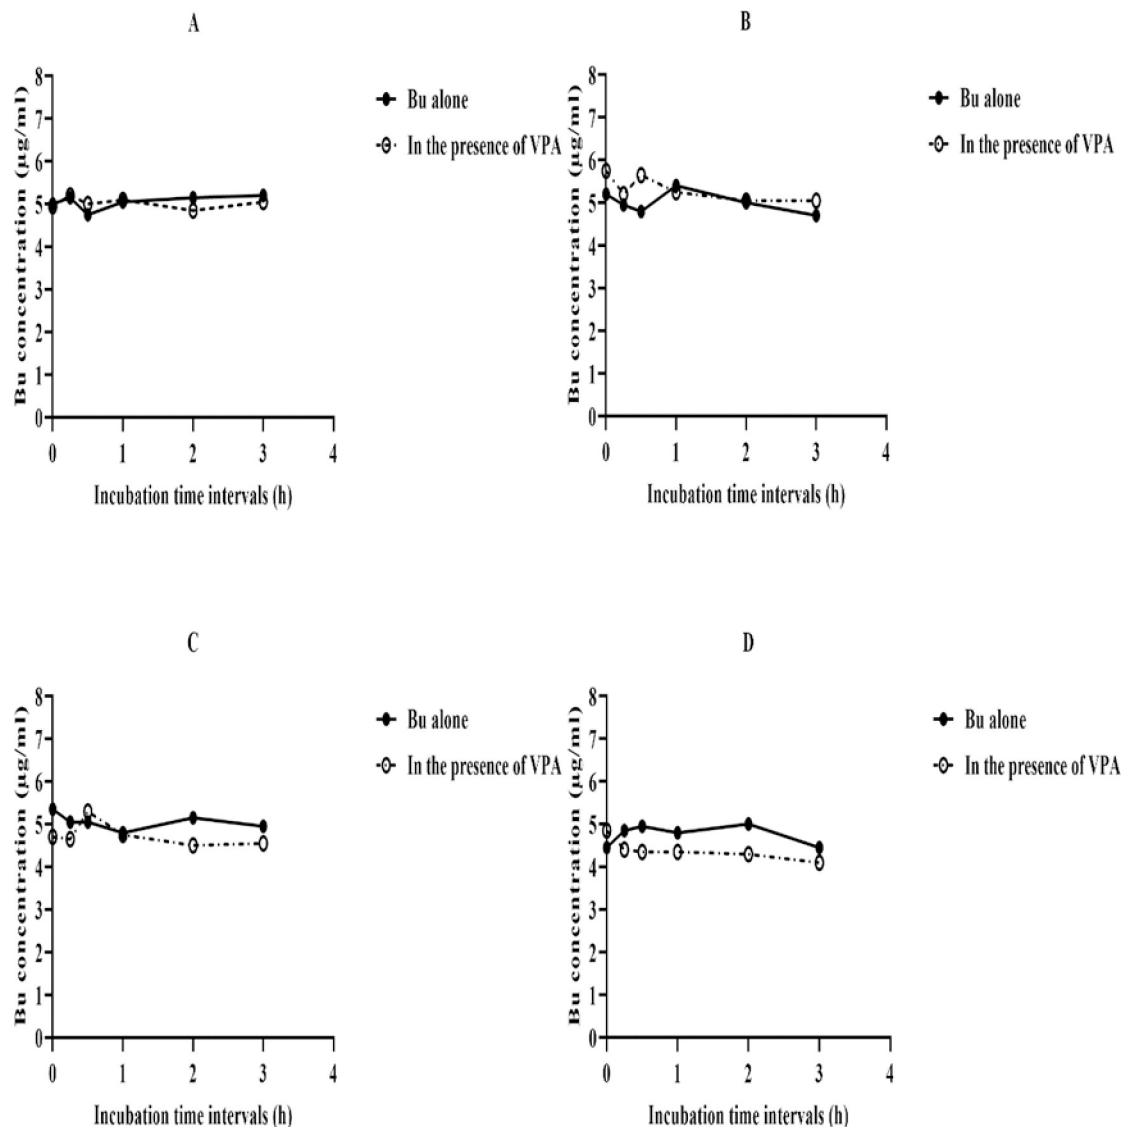 A
Bu concentration (µg/ml)
8
7
6
5
4
3
2
1
0
0 1 2 3 4
Incubation time intervals (h)
Bu alone
In the presence of VPA
B
Bu concentration (µg/ml)
8
7
6
5
4
3
2
1
0
0 1 2 3 4
Incubation time intervals (h)
Bu alone
In the presence of VPA
C
Bu concentration (µg/ml)
8
7
6
5
4
3
2
1
0
0 1 2 3 4
Incubation time intervals (h)
Bu alone
In the presence of VPA
D
Bu concentration (µg/ml)
8
7
6
5
4
3
2
1
0
0 1 2 3 4
Incubation time intervals (h)
Bu alone
In the presence of VPA